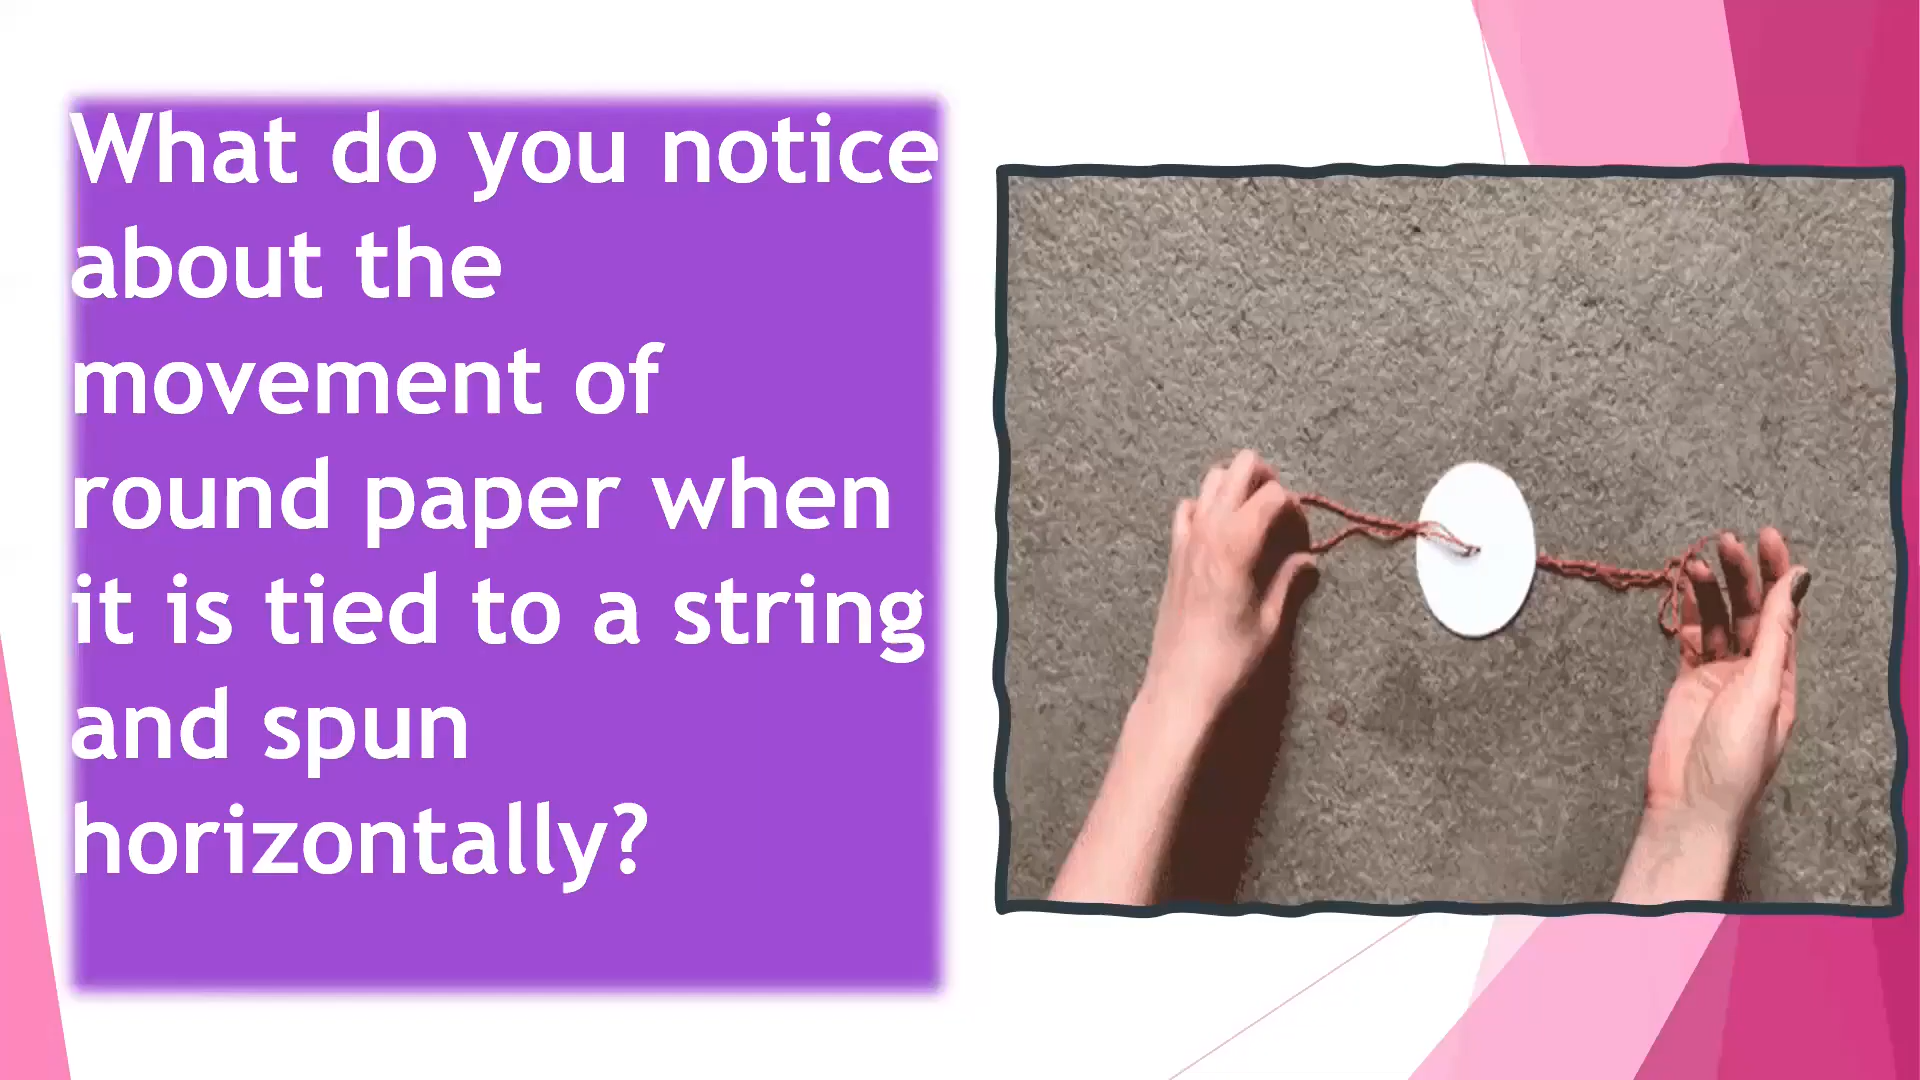 What do you notice
about the
movement of
round paper when
it is tied to a string
and spun
horizontally?